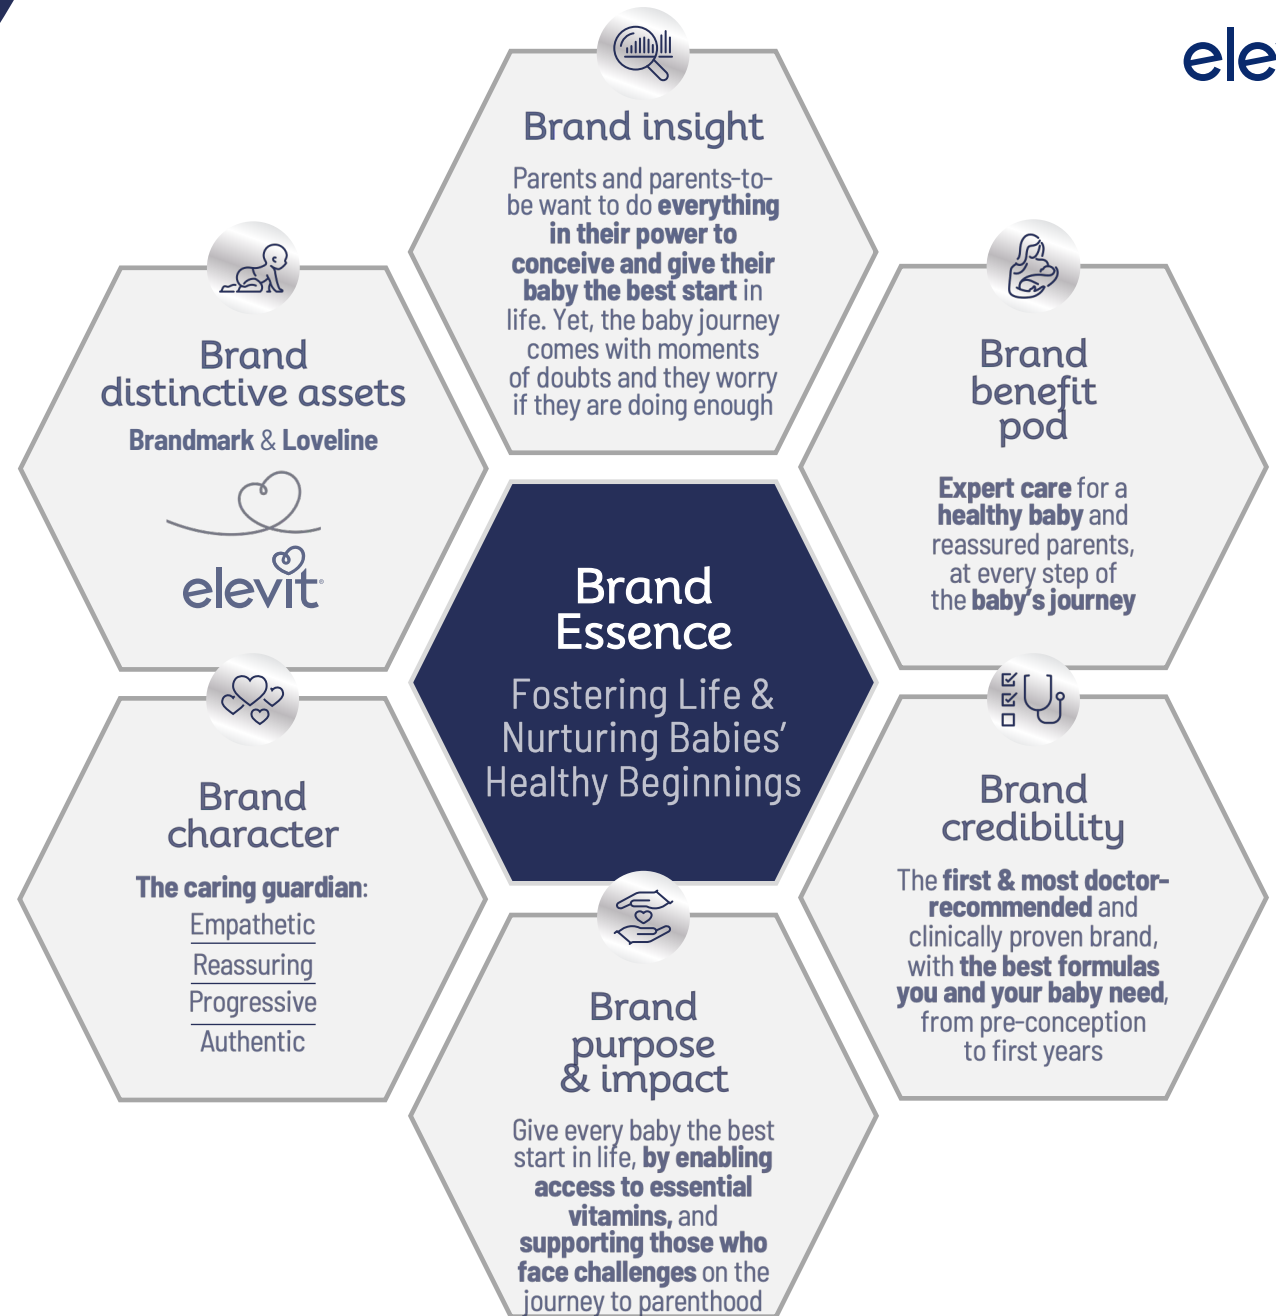 ele
Brand insight
Parents and parents-to-
be want to do everything
in their power to
conceive and give their
baby the best start in
life. Yet, the baby journey
comes with moments
of doubts and they worry
if they are doing enough
Brand
distinctive assets
Brandmark & Loveline
elevit®
Brand
benefit
pod
Expert care for a
healthy baby and
reassured parents,
at every step of
the baby's journey
Brand
Essence
Fostering Life &
Nurturing Babies'
Healthy Beginnings
Brand
character
The caring guardian:
Empathetic
Reassuring
Progressive
Authentic
Brand
credibility
The first & most doctor-
recommended and
clinically proven brand,
with the best formulas
you and your baby need,
from pre-conception
to first years
Brand
purpose
& impact
Give every baby the best
start in life, by enabling
access to essential
vitamins, and
supporting those who
face challenges on the
journey to parenthood